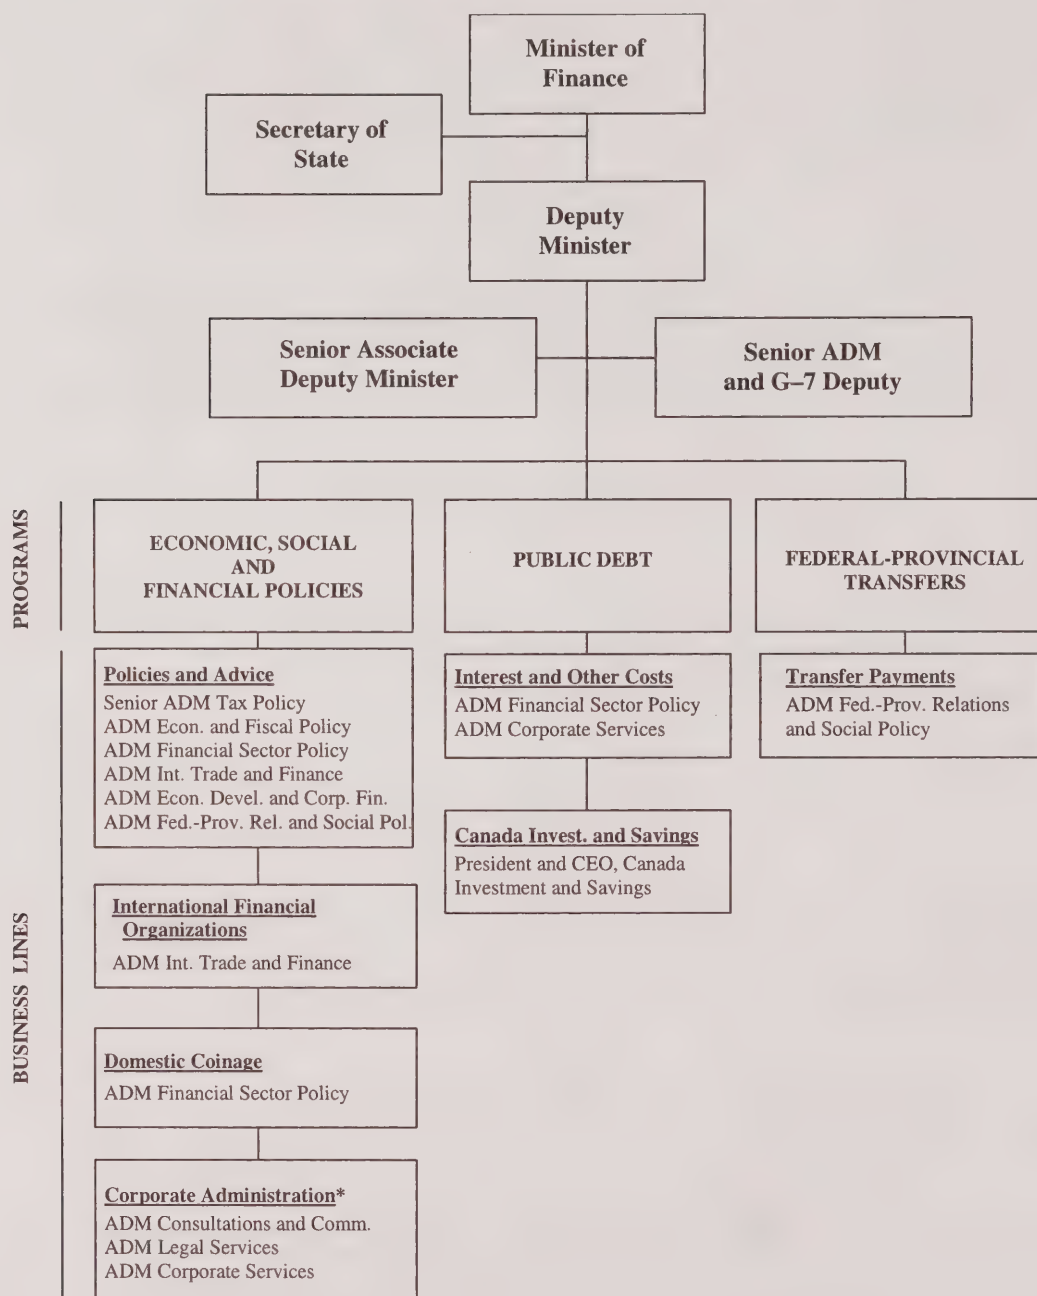 Minister of
Finance
Secretary of
State
Deputy
Minister
Senior Associate
Deputy Minister
Senior ADM
and G–7 Deputy
PROGRAMS
ECONOMIC, SOCIAL
AND
FINANCIAL POLICIES
PUBLIC DEBT
FEDERAL-PROVINCIAL
TRANSFERS
BUSINESS LINES
Policies and Advice
Senior ADM Tax Policy
ADM Econ. and Fiscal Policy
ADM Financial Sector Policy
ADM Int. Trade and Finance
ADM Econ. Devel. and Corp. Fin.
ADM Fed.-Prov. Rel. and Social Pol.
International Financial
Organizations
ADM Int. Trade and Finance
Domestic Coinage
ADM Financial Sector Policy
Corporate Administration*
ADM Consultations and Comm.
ADM Legal Services
ADM Corporate Services
Interest and Other Costs
ADM Financial Sector Policy
ADM Corporate Services
Canada Invest. and Savings
President and CEO, Canada
Investment and Savings
Transfer Payments
ADM Fed.-Prov. Relations
and Social Policy